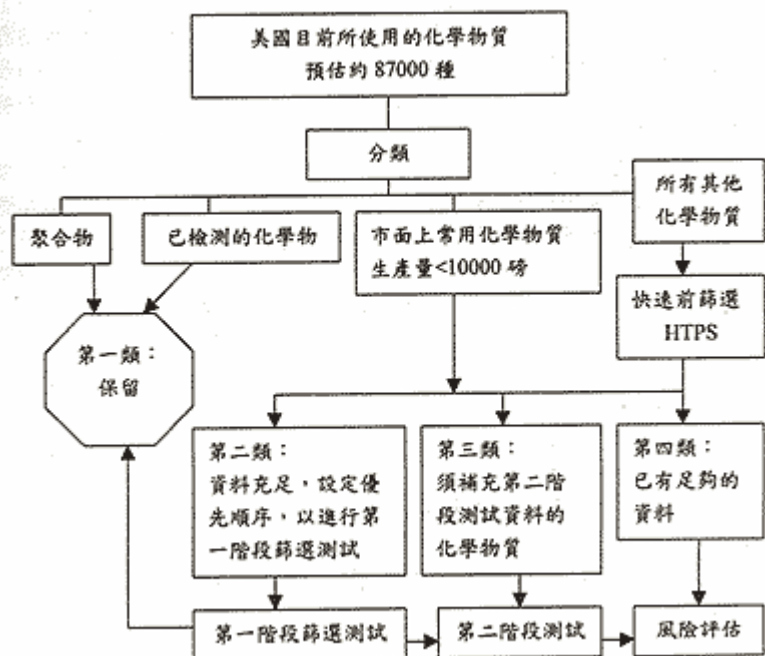 美國目前所使用的化學物質
預估約 87000 種
分類
所有其他
化學物質
聚合物
已檢測的化學物
市面上常用化學物質
生產量<10000 磅
快速前篩選
HTPS
第一類：
保留
第二類：
資料充足，設定優
先順序，以進行第
一階段篩選測試
第三類：
須補充第二階
段測試資料的
化學物質
第四類：
已有足夠的
資料
第一階段篩選測試
第二階段測試
風險評估